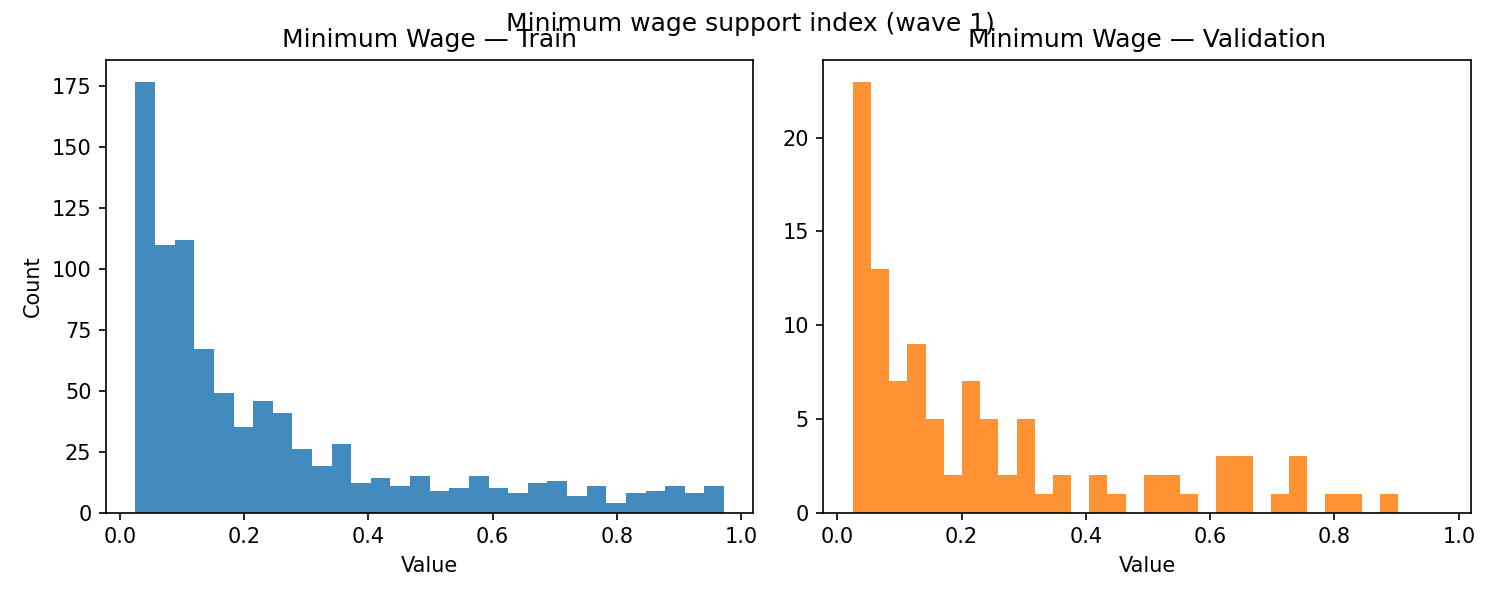 Minimum wage support index (wave 1)
Minimum Wage — Train
Minimum Wage — Validation
175
150
125
100
75
50
25
0
Count
0.0 0.2 0.4 0.6 0.8 1.0
Value
20
15
10
5
0
0.0 0.2 0.4 0.6 0.8 1.0
Value